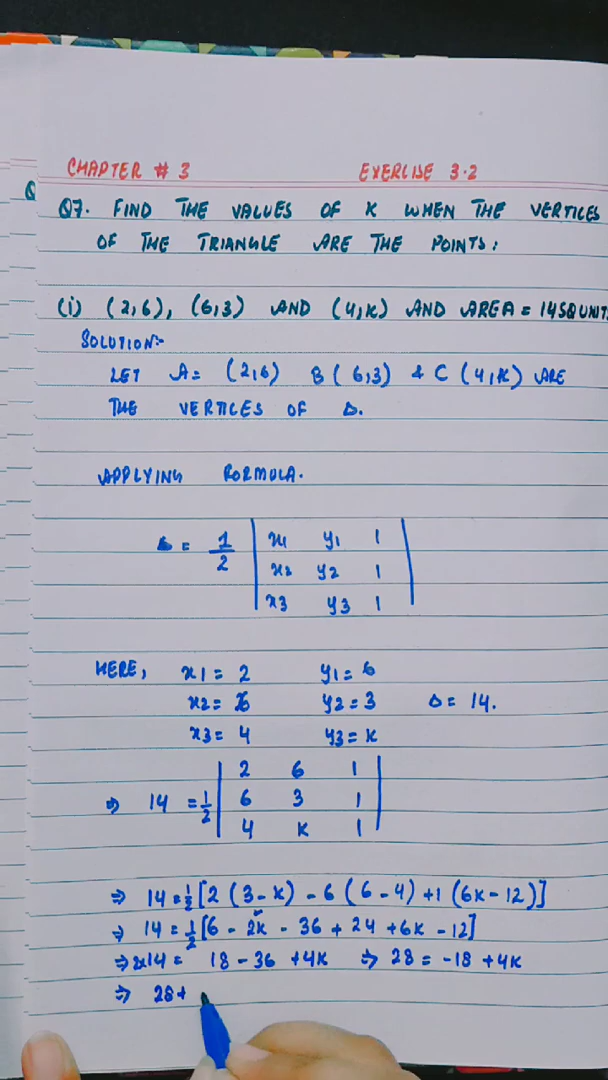 CHAPTER # 3 EXERCISE 3.2
Q
Q7. FIND THE VALUES OF K WHEN THE VERTICES
OF THE TRIANGLE ARE THE POINTS:
(i) (2,6), (6,3) AND (4,K) AND AREA = 14SQUNIT.
SOLUTION:-
LET A= (2,6) B (6,3) & C (4,K) ARE
THE VERTICES OF Δ.
APPLYING FORMULA.
Δ = 1/2 | x1 y1 1
x2 y2 1
x3 y3 1 |
HERE, x1 = 2 y1 = 6
x2 = 6 y2 = 3 Δ = 14.
x3 = 4 y3 = K
⇒ 14 = 1/2 | 2 6 1
6 3 1
4 K 1 |
⇒ 14 = 1/2 [2 (3-K) - 6 (6-4) + 1 (6K-12)]
⇒ 14 = 1/2 [6 - 2K - 36 + 24 + 6K - 12]
⇒ 2x14 = 18 - 36 + 4K ⇒ 28 = -18 + 4K
⇒ 28+